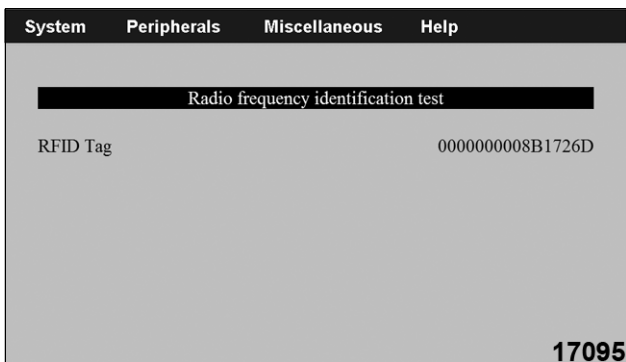 System Peripherals Miscellaneous Help
Radio frequency identification test
RFID Tag 0000000008B1726D
17095